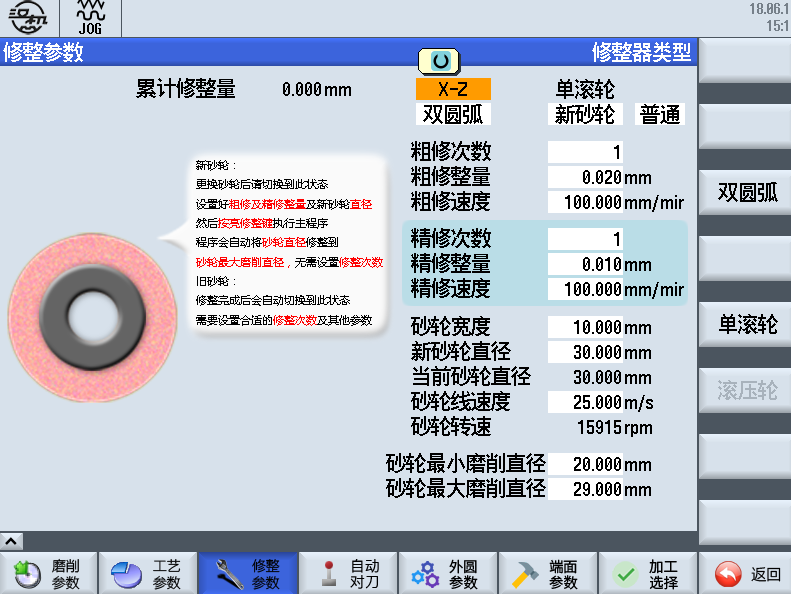 18.06.1
JOG
15:1
修整参数
修整器类型
累计修整量 0.000 mm
X-Z
单滚轮
双圆弧
新砂轮 普通
粗修次数 1
粗修整量 0.020 mm
粗修速度 100.000 mm/mir
精修次数 1
精修整量 0.010 mm
精修速度 100.000 mm/mir
砂轮宽度 10.000 mm
新砂轮直径 30.000 mm
当前砂轮直径 30.000 mm
砂轮线速度 25.000 m/s
砂轮转速 15915 rpm
砂轮最小磨削直径 20.000 mm
砂轮最大磨削直径 29.000 mm
新砂轮：
更换砂轮后请切换到此状态
设置好粗修及精修整量及新砂轮直径
然后按亮修整键执行主程序
程序会自动将砂轮直径修整到
砂轮最大磨削直径，无需设置修整次数
旧砂轮：
修整完成后会自动切换到此状态
需要设置合适的修整次数及其他参数
双圆弧
单滚轮
滚压轮
磨削
参数
工艺
参数
修整
参数
自动
对刀
外圆
参数
端面
参数
加工
选择
返回